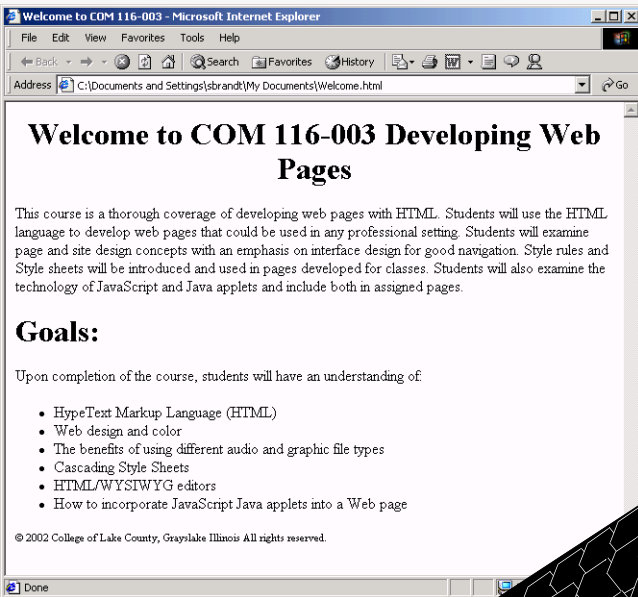 Welcome to COM 116-003 - Microsoft Internet Explorer
File Edit View Favorites Tools Help
Back Search Favorites History
Address C:\Documents and Settings\sbrandt\My Documents\Welcome.html Go
Welcome to COM 116-003 Developing Web
Pages
This course is a thorough coverage of developing web pages with HTML. Students will use the HTML
language to develop web pages that could be used in any professional setting. Students will examine
page and site design concepts with an emphasis on interface design for good navigation. Style rules and
Style sheets will be introduced and used in pages developed for classes. Students will also examine the
technology of JavaScript and Java applets and include both in assigned pages.
Goals:
Upon completion of the course, students will have an understanding of:
• HypeText Markup Language (HTML)
• Web design and color
• The benefits of using different audio and graphic file types
• Cascading Style Sheets
• HTML/WYSIWYG editors
• How to incorporate JavaScript Java applets into a Web page
© 2002 College of Lake County, Grayslake Illinois All rights reserved.
Done